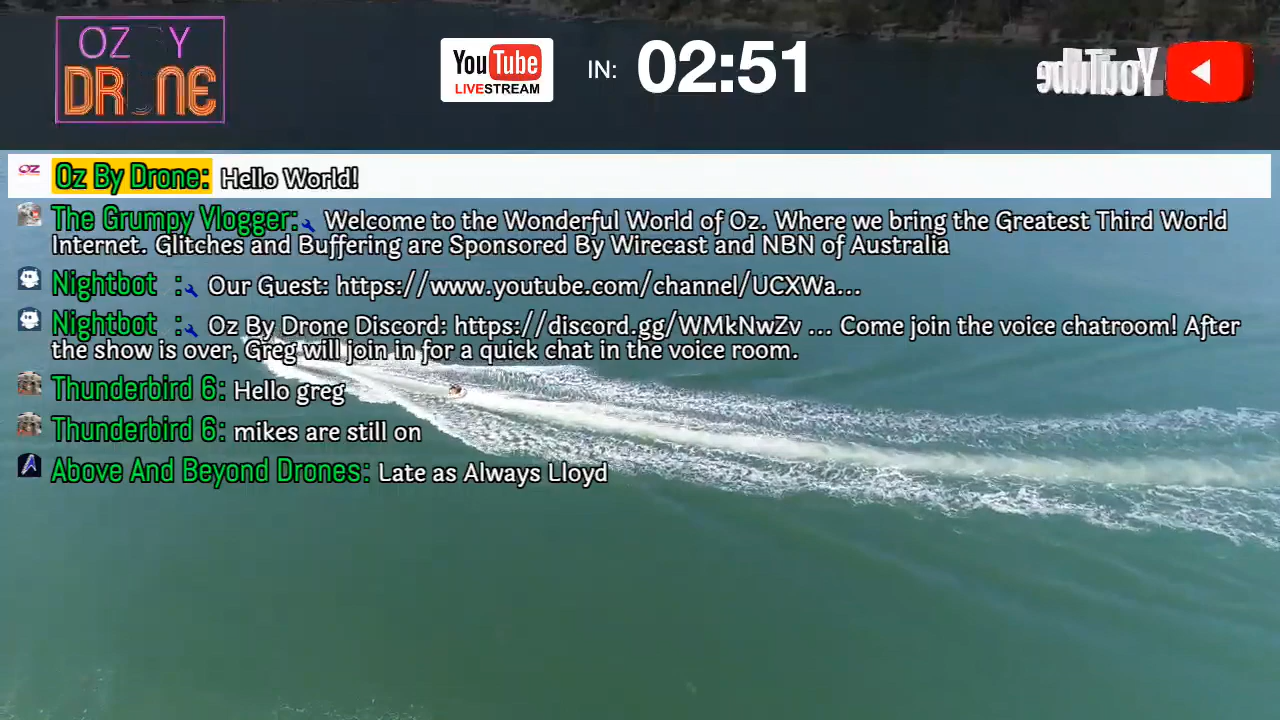 OZ Y
DR NE
YouTube
LIVESTREAM
IN:
02:51
YouTube
OZ
Oz By Drone: Hello World!
The Grumpy Vlogger: Welcome to the Wonderful World of Oz. Where we bring the Greatest Third World
Internet. Glitches and Buffering are Sponsored By Wirecast and NBN of Australia
Nightbot : Our Guest: https://www.youtube.com/channel/UCXWa...
Nightbot : Oz By Drone Discord: https://discord.gg/WMkNwZv ... Come join the voice chatroom! After
the show is over, Greg will join in for a quick chat in the voice room.
Thunderbird 6: Hello greg
Thunderbird 6: mikes are still on
Above And Beyond Drones: Late as Always Lloyd